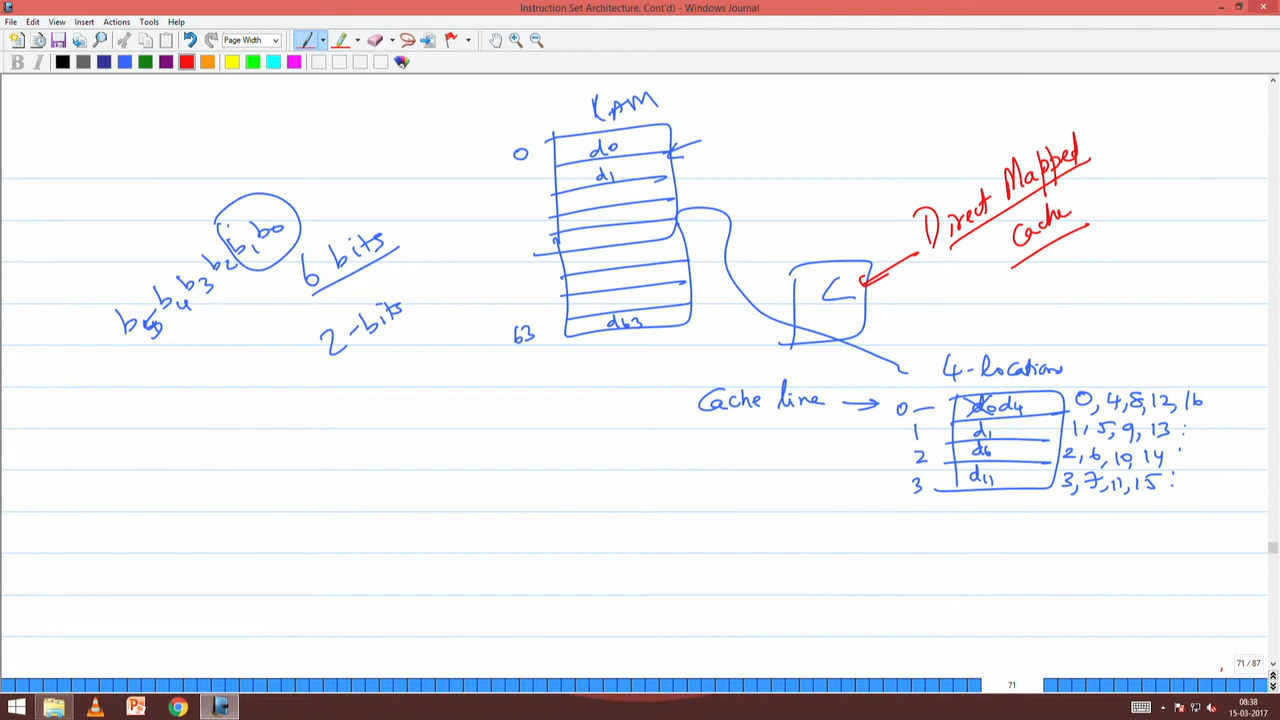 Instruction Set Architecture. Cont'd) - Windows Journal
File Edit View Insert Actions Tools Help
Page Width
B I
RAM
0 d0
d1
d63
63
b5 b4 b3 b2 b1 b0
6 bits
2-bits
Direct Mapped
Cache
C
4-locations
Cache line → 0 d0 d4 0, 4, 8, 12, 16
1 d1 1, 5, 9, 13 :
2 d6 2, 6, 10, 14 :
3 d11 3, 7, 11, 15 :
71 / 87
71
08:38
15-03-2017